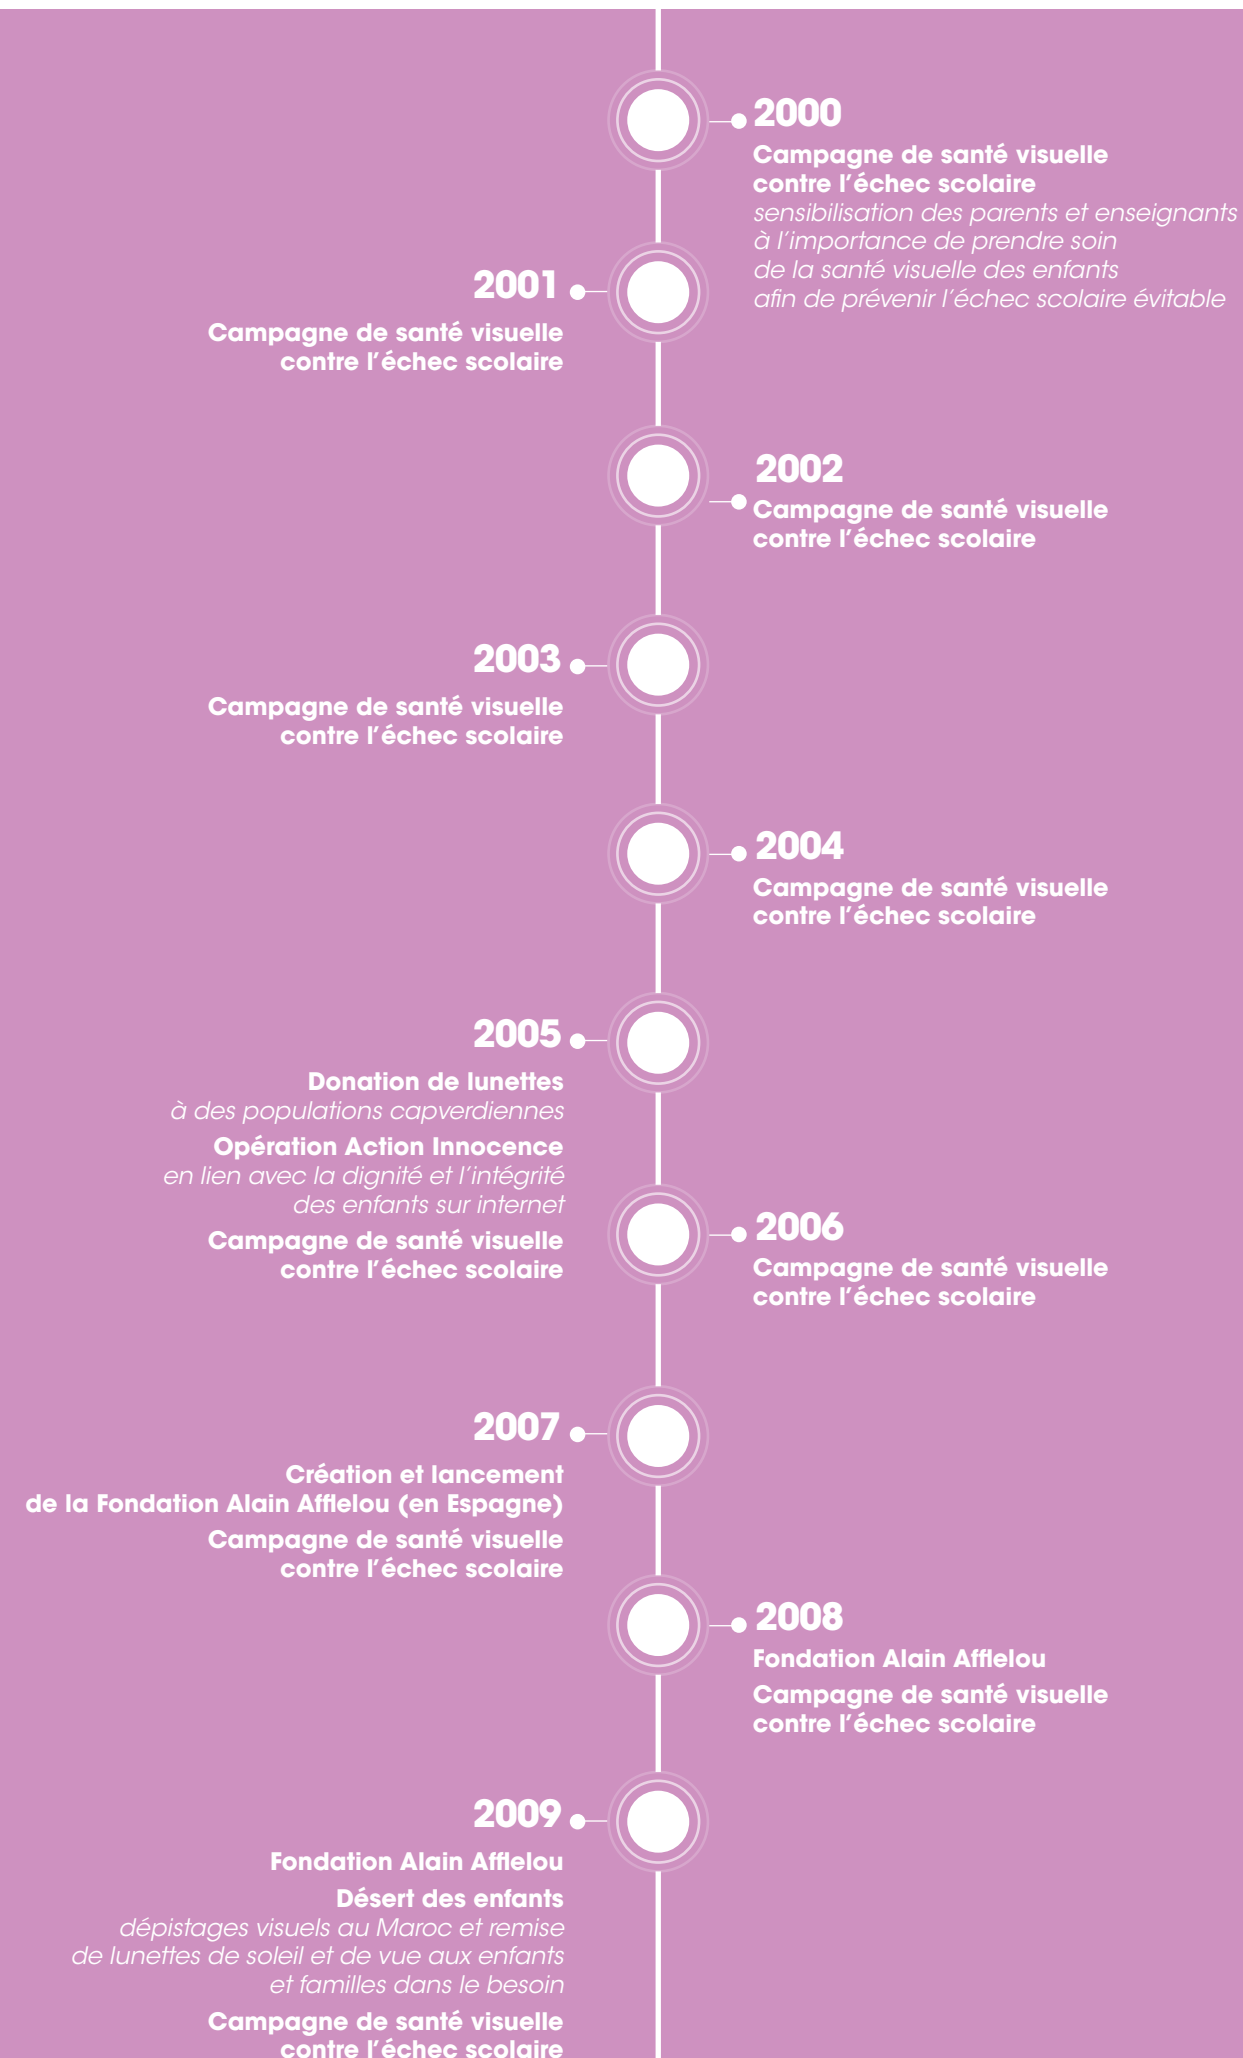 2000
Campagne de santé visuelle
contre l'échec scolaire
sensibilisation des parents et enseignants
à l'importance de prendre soin
de la santé visuelle des enfants
afin de prévenir l'échec scolaire évitable
2001
Campagne de santé visuelle
contre l'échec scolaire
2002
Campagne de santé visuelle
contre l'échec scolaire
2003
Campagne de santé visuelle
contre l'échec scolaire
2004
Campagne de santé visuelle
contre l'échec scolaire
2005
Donation de lunettes
à des populations capverdiennes
Opération Action Innocence
en lien avec la dignité et l'intégrité
des enfants sur internet
Campagne de santé visuelle
contre l'échec scolaire
2006
Campagne de santé visuelle
contre l'échec scolaire
2007
Création et lancement
de la Fondation Alain Afflelou (en Espagne)
Campagne de santé visuelle
contre l'échec scolaire
2008
Fondation Alain Afflelou
Campagne de santé visuelle
contre l'échec scolaire
2009
Fondation Alain Afflelou
Désert des enfants
dépistages visuels au Maroc et remise
de lunettes de soleil et de vue aux enfants
et familles dans le besoin
Campagne de santé visuelle
contre l'échec scolaire